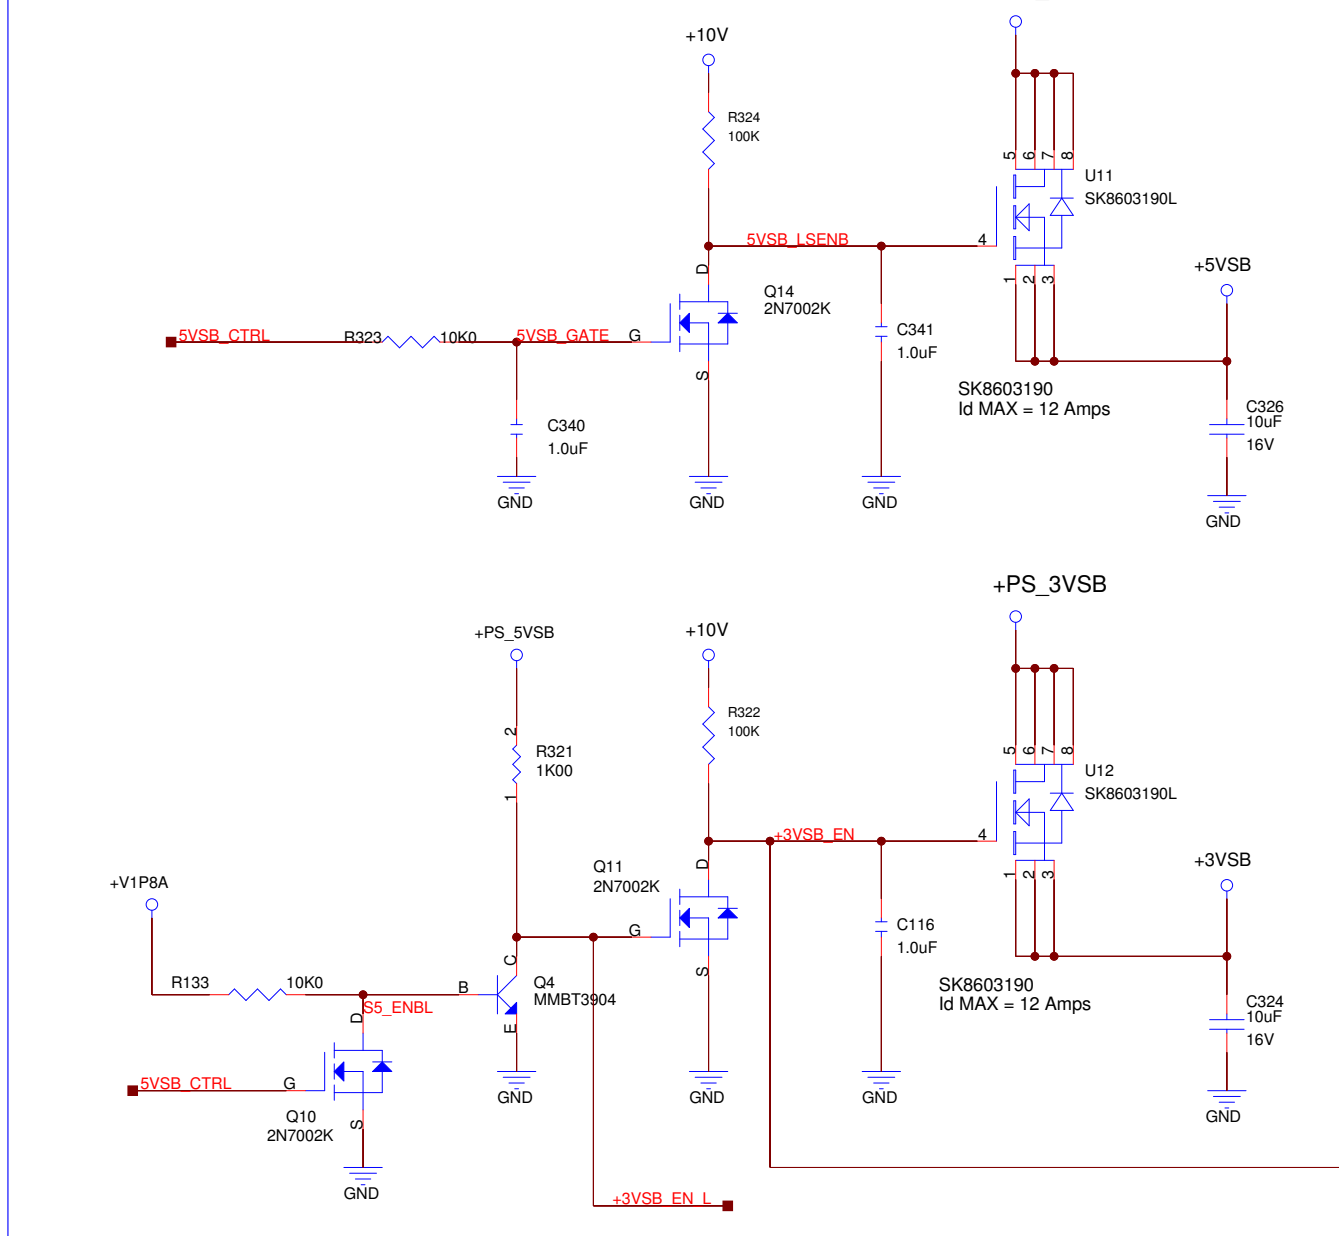 +10V
R324
100K
5
6
7
8
U11
SK8603190L
5VSB_LSENB
4
D
Q14
2N7002K
1
2
3
+5VSB
5VSB_CTRL
R323
10K0
5VSB_GATE
G
S
C341
1.0uF
SK8603190
Id MAX = 12 Amps
C340
1.0uF
C326
10uF
16V
GND
GND
GND
GND
+PS_3VSB
+PS_5VSB
+10V
R322
100K
2
R321
1K00
1
5
6
7
8
U12
SK8603190L
+3VSB_EN
4
D
Q11
2N7002K
1
2
3
+3VSB
+V1P8A
G
S
C116
1.0uF
R133
10K0
S5_ENBL
B
C
Q4
MMBT3904
E
SK8603190
Id MAX = 12 Amps
C324
10uF
16V
D
5VSB_CTRL
G
Q10
2N7002K
S
GND
GND
GND
GND
GND
+3VSB_EN_L